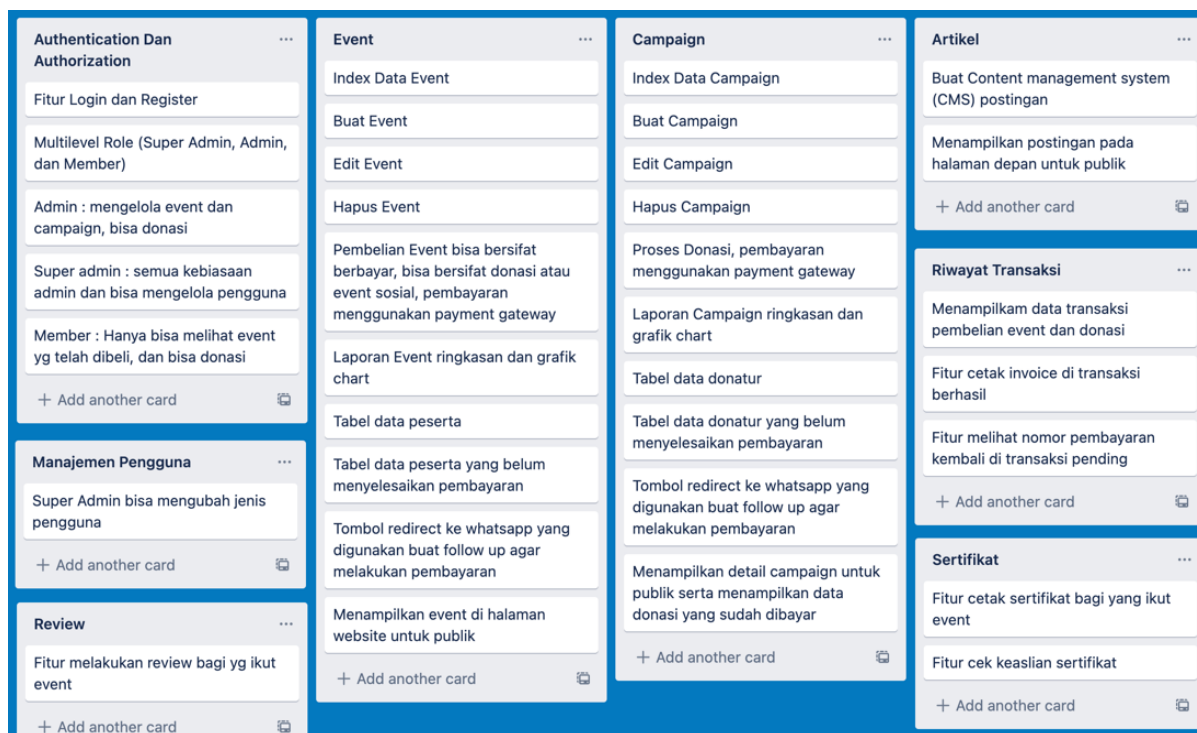 Authentication Dan
Authorization
Fitur Login dan Register
Multilevel Role (Super Admin, Admin,
dan Member)
Admin : mengelola event dan
campaign, bisa donasi
Super admin : semua kebiasaan
admin dan bisa mengelola pengguna
Member : Hanya bisa melihat event
yg telah dibeli, dan bisa donasi
+ Add another card
Manajemen Pengguna
Super Admin bisa mengubah jenis
pengguna
+ Add another card
Review
Fitur melakukan review bagi yg ikut
event
+ Add another card
Event
Index Data Event
Buat Event
Edit Event
Hapus Event
Pembelian Event bisa bersifat
berbayar, bisa bersifat donasi atau
event sosial, pembayaran
menggunakan payment gateway
Laporan Event ringkasan dan grafik
chart
Tabel data peserta
Tabel data peserta yang belum
menyelesaikan pembayaran
Tombol redirect ke whatsapp yang
digunakan buat follow up agar
melakukan pembayaran
Menampilkan event di halaman
website untuk publik
+ Add another card
Campaign
Index Data Campaign
Buat Campaign
Edit Campaign
Hapus Campaign
Proses Donasi, pembayaran
menggunakan payment gateway
Laporan Campaign ringkasan dan
grafik chart
Tabel data donatur
Tabel data donatur yang belum
menyelesaikan pembayaran
Tombol redirect ke whatsapp yang
digunakan buat follow up agar
melakukan pembayaran
Menampilkan detail campaign untuk
publik serta menampilkan data
donasi yang sudah dibayar
+ Add another card
Artikel
Buat Content management system
(CMS) postingan
Menampilkan postingan pada
halaman depan untuk publik
+ Add another card
Riwayat Transaksi
Menampilkam data transaksi
pembelian event dan donasi
Fitur cetak invoice di transaksi
berhasil
Fitur melihat nomor pembayaran
kembali di transaksi pending
+ Add another card
Sertifikat
Fitur cetak sertifikat bagi yang ikut
event
Fitur cek keaslian sertifikat
+ Add another card